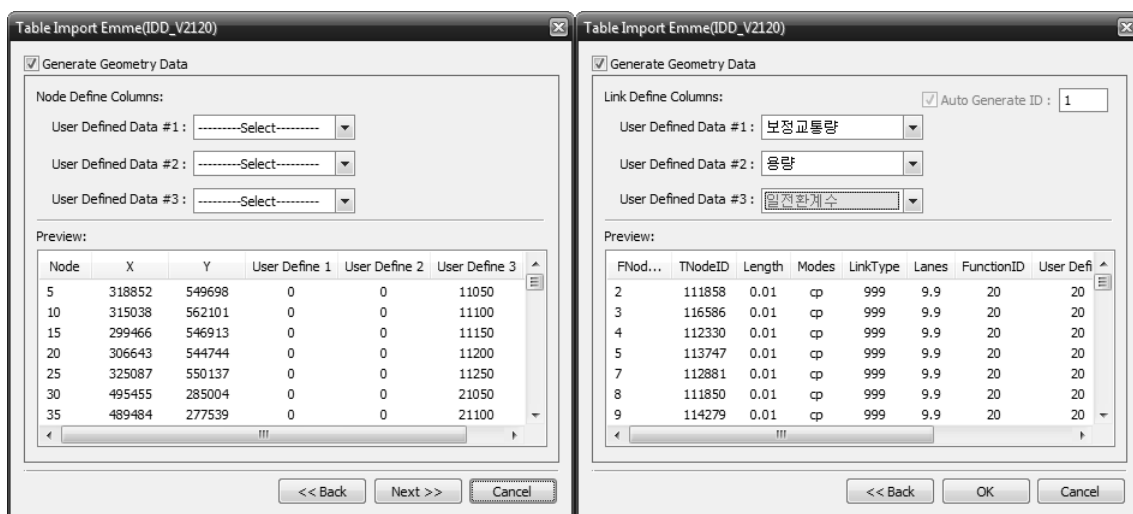 Table Import Emme(IDD_V2120)
Generate Geometry Data
Node Define Columns:
User Defined Data #1 : ---------Select---------
User Defined Data #2 : ---------Select---------
User Defined Data #3 : ---------Select---------
Preview:
Node X Y User Define 1 User Define 2 User Define 3
5 318852 549698 0 0 11050
10 315038 562101 0 0 11100
15 299466 546913 0 0 11150
20 306643 544744 0 0 11200
25 325087 550137 0 0 11250
30 495455 285004 0 0 21050
35 489484 277539 0 0 21100
<< Back Next >> Cancel
Table Import Emme(IDD_V2120)
Generate Geometry Data
Link Define Columns: Auto Generate ID : 1
User Defined Data #1 : 보정교통량
User Defined Data #2 : 용량
User Defined Data #3 : 일전환계수
Preview:
FNod... TNodeID Length Modes LinkType Lanes FunctionID User Defi
2 111858 0.01 cp 999 9.9 20 20
3 116586 0.01 cp 999 9.9 20 20
4 112330 0.01 cp 999 9.9 20 20
5 113747 0.01 cp 999 9.9 20 20
7 112881 0.01 cp 999 9.9 20 20
8 111850 0.01 cp 999 9.9 20 20
9 114279 0.01 cp 999 9.9 20 20
<< Back OK Cancel